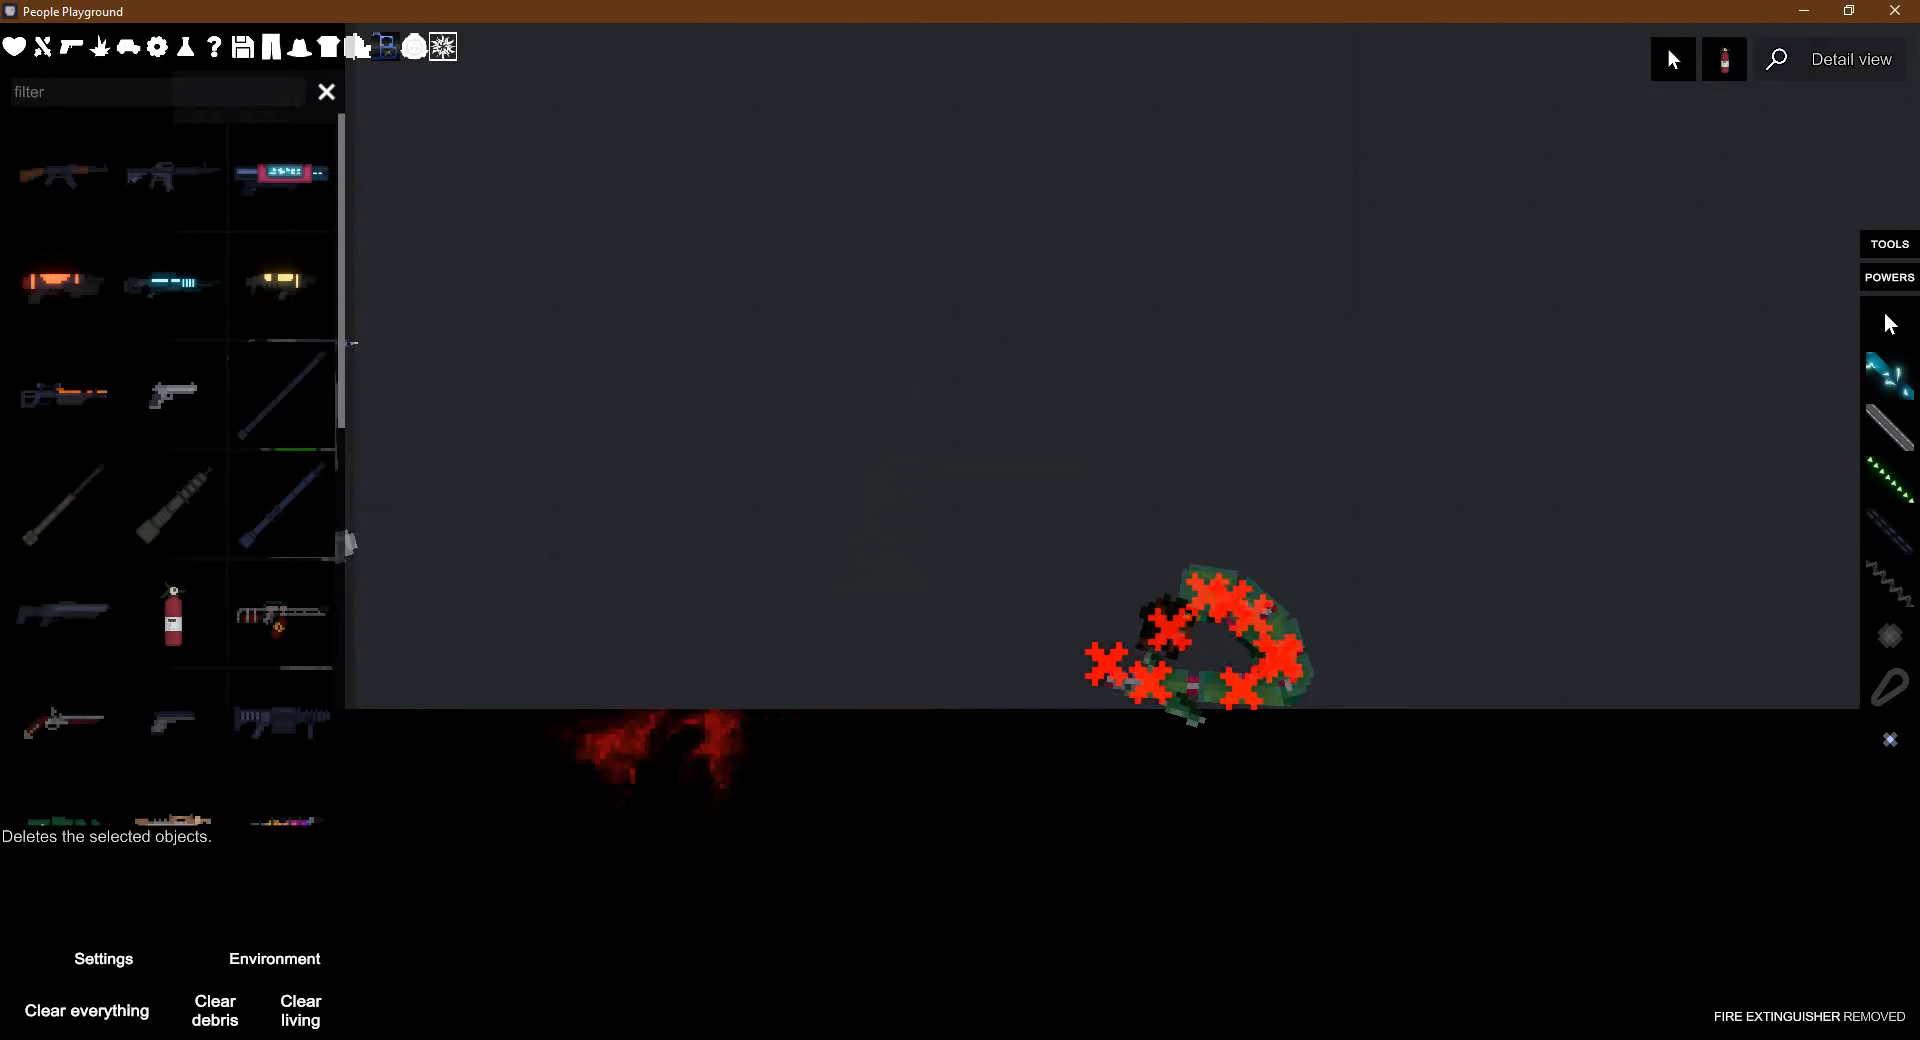 People Playground
filter
Detail view
TOOLS
POWERS
Deletes the selected objects.
Settings
Environment
Clear everything
Clear
debris
Clear
living
FIRE EXTINGUISHER REMOVED